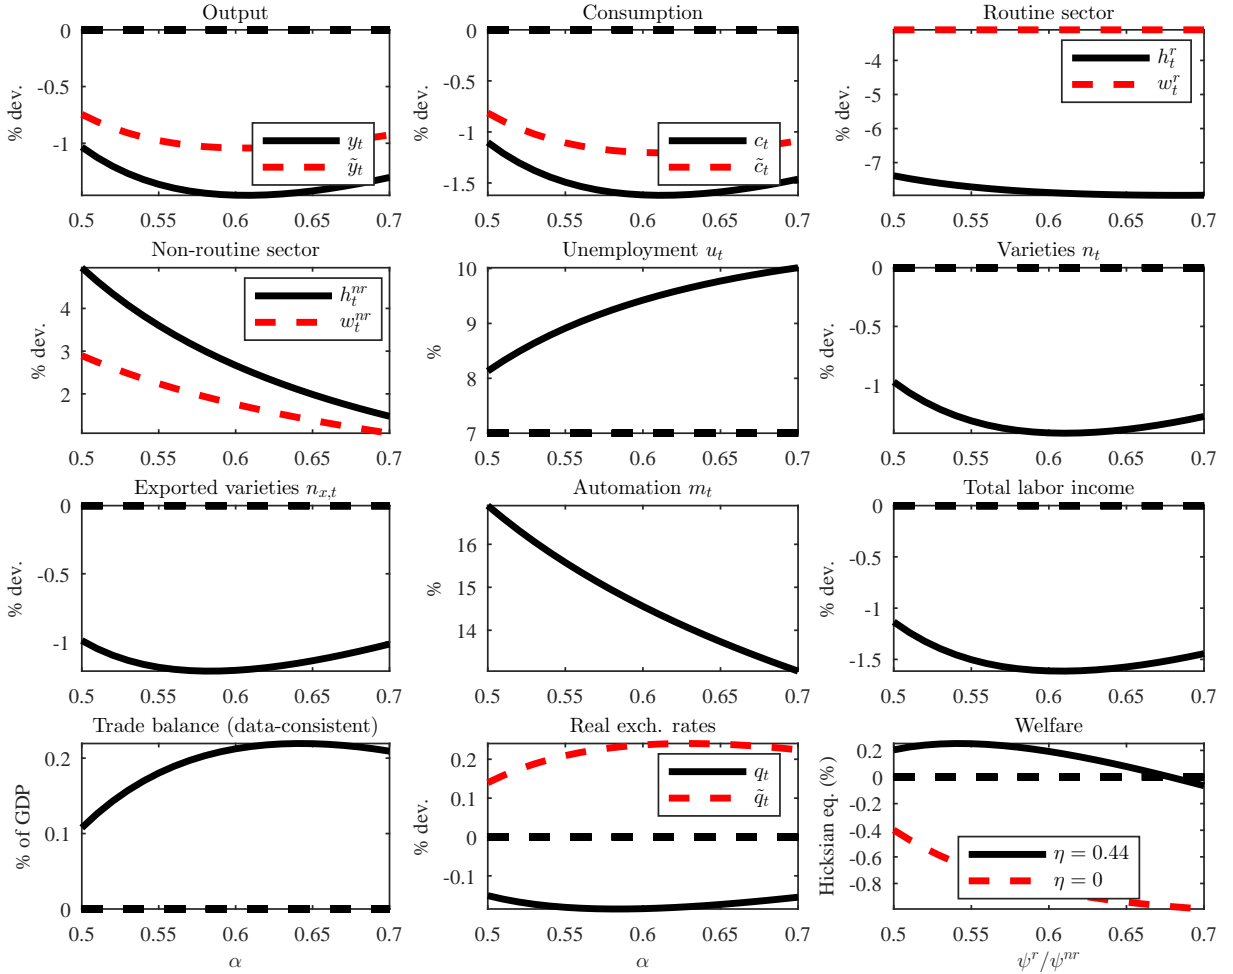 Output
Consumption
Routine sector
% dev.
0
-0.5
-1
y_t
ỹ_t
0.5 0.55 0.6 0.65 0.7
% dev.
0
-0.5
-1
-1.5
c_t
c̃_t
0.5 0.55 0.6 0.65 0.7
% dev.
-4
-5
-6
-7
h_t^r
w_t^r
0.5 0.55 0.6 0.65 0.7
Non-routine sector
Unemployment u_t
Varieties n_t
% dev.
4
3
2
h_t^{nr}
w_t^{nr}
0.5 0.55 0.6 0.65 0.7
%
10
9
8
7
0.5 0.55 0.6 0.65 0.7
% dev.
0
-0.5
-1
0.5 0.55 0.6 0.65 0.7
Exported varieties n_{x,t}
Automation m_t
Total labor income
% dev.
0
-0.5
-1
0.5 0.55 0.6 0.65 0.7
%
16
15
14
0.5 0.55 0.6 0.65 0.7
% dev.
0
-0.5
-1
-1.5
0.5 0.55 0.6 0.65 0.7
Trade balance (data-consistent)
Real exch. rates
Welfare
% of GDP
0.2
0.1
0
0.5 0.55 0.6 0.65 0.7
α
% dev.
0.2
0.1
0
-0.1
q_t
q̃_t
0.5 0.55 0.6 0.65 0.7
α
Hicksian eq. (%)
0.2
0
-0.2
-0.4
-0.6
-0.8
η = 0.44
η = 0
0.5 0.55 0.6 0.65 0.7
ψ^r/ψ^{nr}